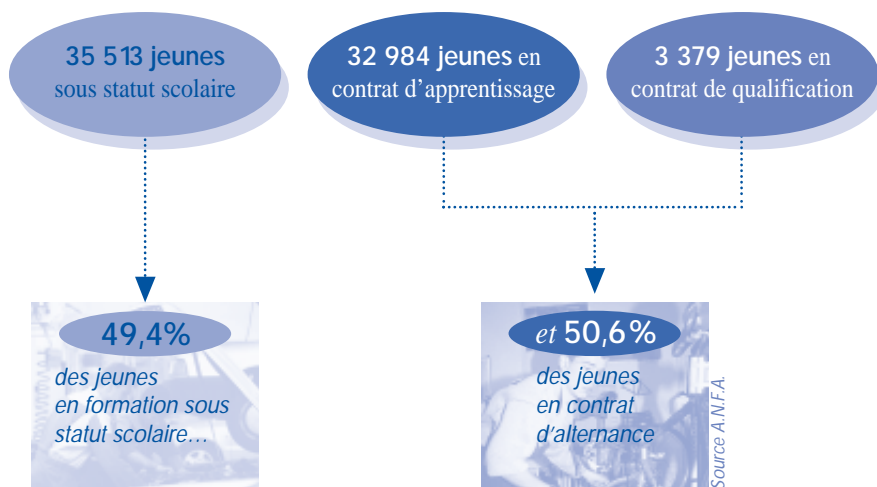 35 513 jeunes
sous statut scolaire
32 984 jeunes en
contrat d'apprentissage
3 379 jeunes en
contrat de qualification
49,4%
des jeunes
en formation sous
statut scolaire...
et 50,6%
des jeunes
en contrat
d'alternance
Source A.N.F.A.